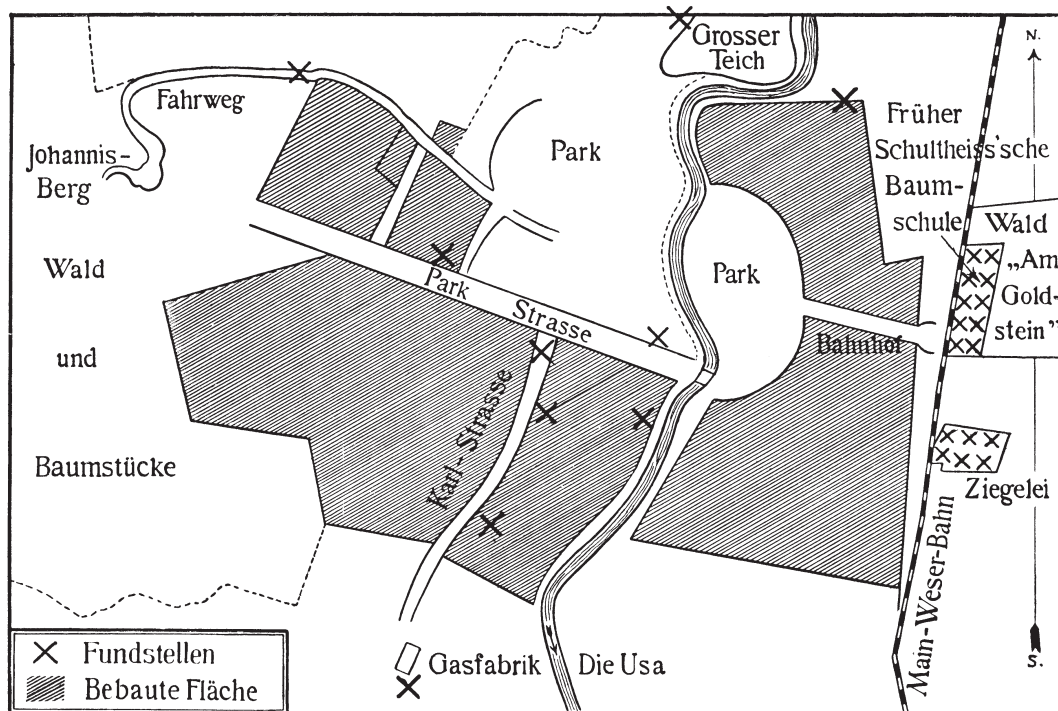 Grosser
Teich
N.
Fahrweg
Früher
Schultheiss'sche
Baum-
schule
Johannis-
Berg
Park
Wald
„Am
Gold-
stein”
Wald
und
Baumstücke
Park
Strasse
Park
Bahnhof
Karl-Strasse
Ziegelei
Main-Weser-Bahn
Fundstellen
Bebaute Fläche
Gasfabrik
Die Usa
S.